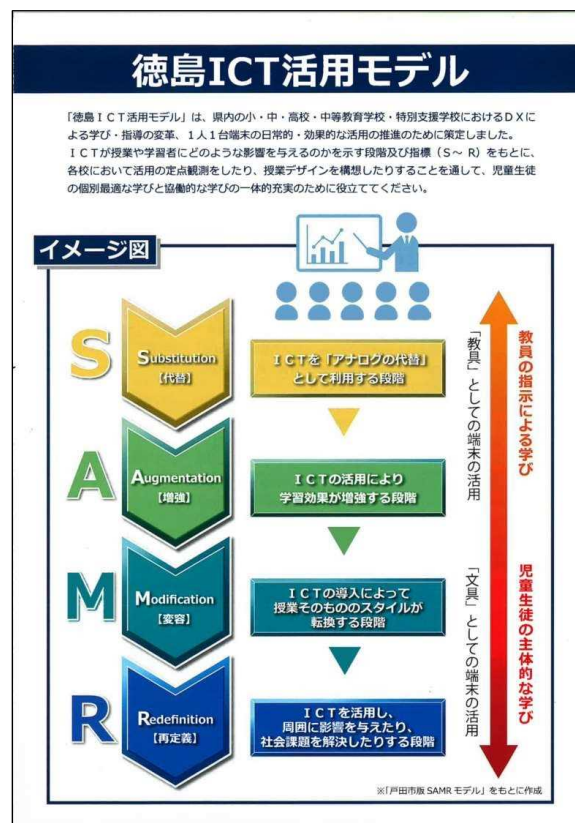 徳島ICT活用モデル
「徳島ICT活用モデル」は、県内の小・中・高校・中等教育学校・特別支援学校におけるDXに
よる学び・指導の変革、1人1台端末の日常的・効果的な活用の推進のために策定しました。
ICTが授業や学習者にどのような影響を与えるのかを示す段階及び指標(S～R)をもとに、
各校において活用の定点観測をしたり、授業デザインを構想したりすることを通して、児童生徒
の個別最適な学びと協働的な学びの一体的充実のために役立ててください。
イメージ図
S
Substitution
【代替】
ICTを「アナログの代替」
として利用する段階
A
Augmentation
【増強】
ICTの活用により
学習効果が増強する段階
M
Modification
【変容】
ICTの導入によって
授業そのもののスタイルが
転換する段階
R
Redefinition
【再定義】
ICTを活用し、
周囲に影響を与えたり、
社会課題を解決したりする段階
教員の指示による学び
「教具」としての端末の活用
児童生徒の主体的な学び
「文具」としての端末の活用
※「戸田市版 SAMR モデル」をもとに作成